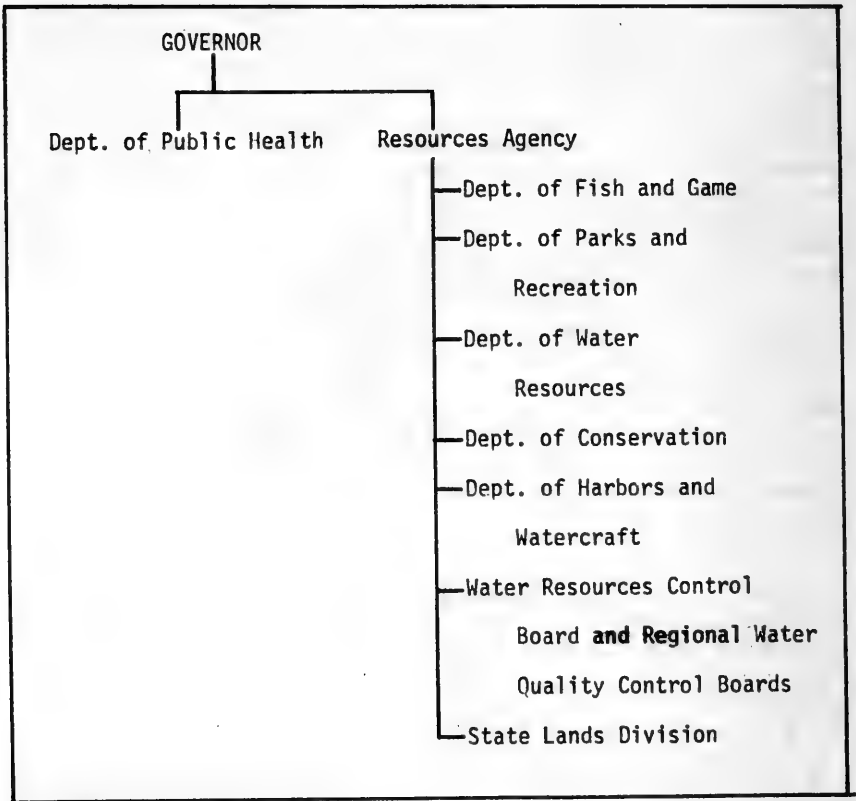 GOVERNOR
Dept. of Public Health Resources Agency
Dept. of Fish and Game
Dept. of Parks and
Recreation
Dept. of Water
Resources
Dept. of Conservation
Dept. of Harbors and
Watercraft
Water Resources Control
Board and Regional Water
Quality Control Boards
State Lands Division